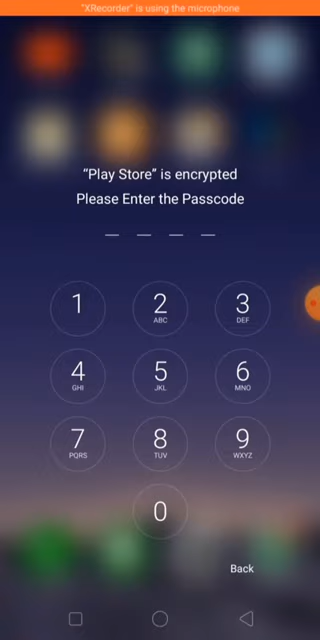 "XRecorder" is using the microphone
“Play Store” is encrypted
Please Enter the Passcode
1 2 3
ABC DEF
4 5 6
GHI JKL MNO
7 8 9
PQRS TUV WXYZ
0
Back